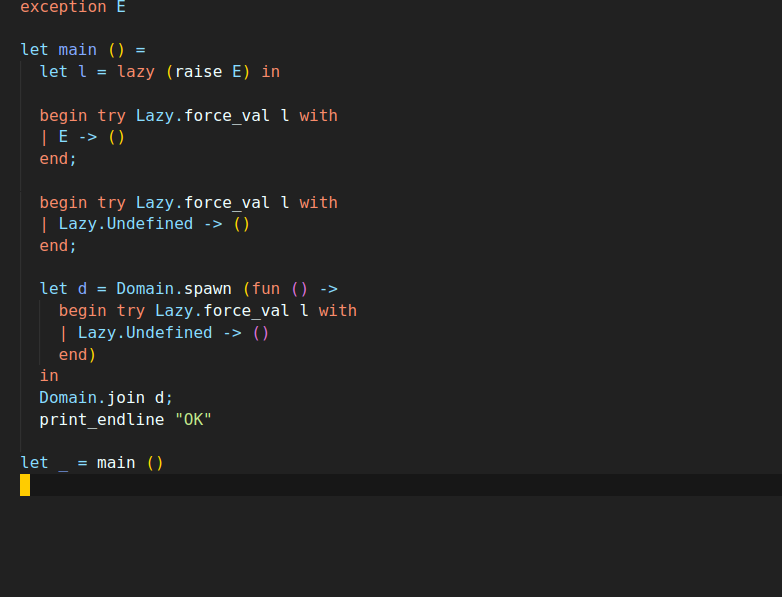 exception E
let main () =
let l = lazy (raise E) in
begin try Lazy.force_val l with
| E -> ()
end;
begin try Lazy.force_val l with
| Lazy.Undefined -> ()
end;
let d = Domain.spawn (fun () ->
begin try Lazy.force_val l with
| Lazy.Undefined -> ()
end)
in
Domain.join d;
print_endline "OK"
let _ = main ()